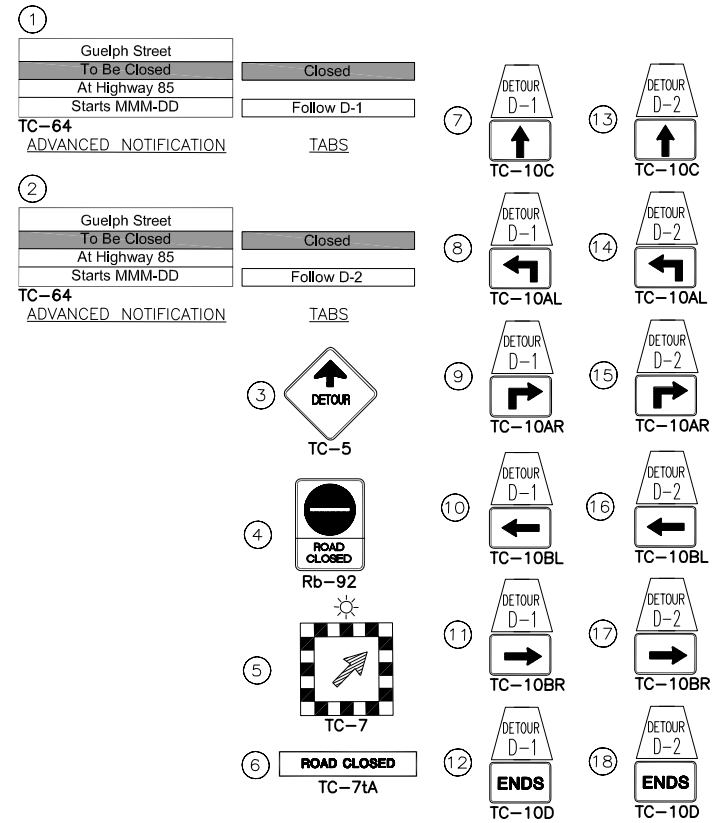 1
Guelph Street
To Be Closed
At Highway 85
Starts MMM-DD
Closed
Follow D-1
TC-64
ADVANCED NOTIFICATION
TABS
2
Guelph Street
To Be Closed
At Highway 85
Starts MMM-DD
Closed
Follow D-2
TC-64
ADVANCED NOTIFICATION
TABS
3
DETOUR
TC-5
4
ROAD
CLOSED
Rb-92
5
TC-7
6
ROAD CLOSED
TC-7tA
7
DETOUR
D-1
TC-10C
8
DETOUR
D-1
TC-10AL
9
DETOUR
D-1
TC-10AR
10
DETOUR
D-1
TC-10BL
11
DETOUR
D-1
TC-10BR
12
DETOUR
D-1
ENDS
TC-10D
13
DETOUR
D-2
TC-10C
14
DETOUR
D-2
TC-10AL
15
DETOUR
D-2
TC-10AR
16
DETOUR
D-2
TC-10BL
17
DETOUR
D-2
TC-10BR
18
DETOUR
D-2
ENDS
TC-10D